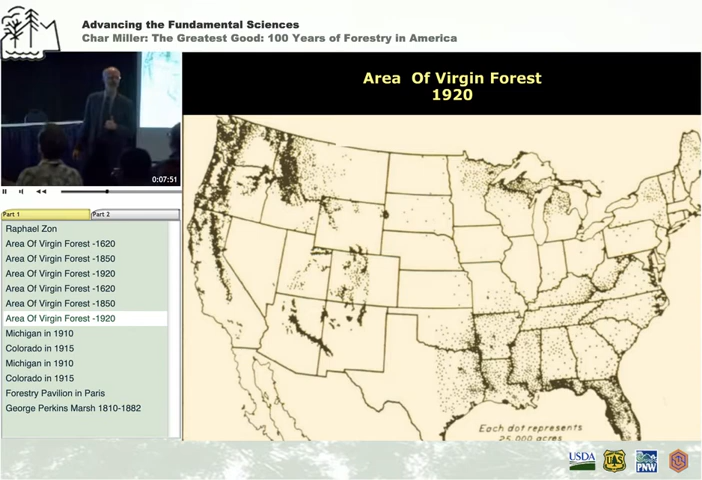 Advancing the Fundamental Sciences
Char Miller: The Greatest Good: 100 Years of Forestry in America
Area Of Virgin Forest
1920
0:07:51
Part 1
Part 2
Raphael Zon
Area Of Virgin Forest -1620
Area Of Virgin Forest -1850
Area Of Virgin Forest -1920
Area Of Virgin Forest -1620
Area Of Virgin Forest -1850
Area Of Virgin Forest -1920
Michigan in 1910
Colorado in 1915
Michigan in 1910
Colorado in 1915
Forestry Pavilion in Paris
George Perkins Marsh 1810-1882
Each dot represents
25,000 acres
USDA
PNW